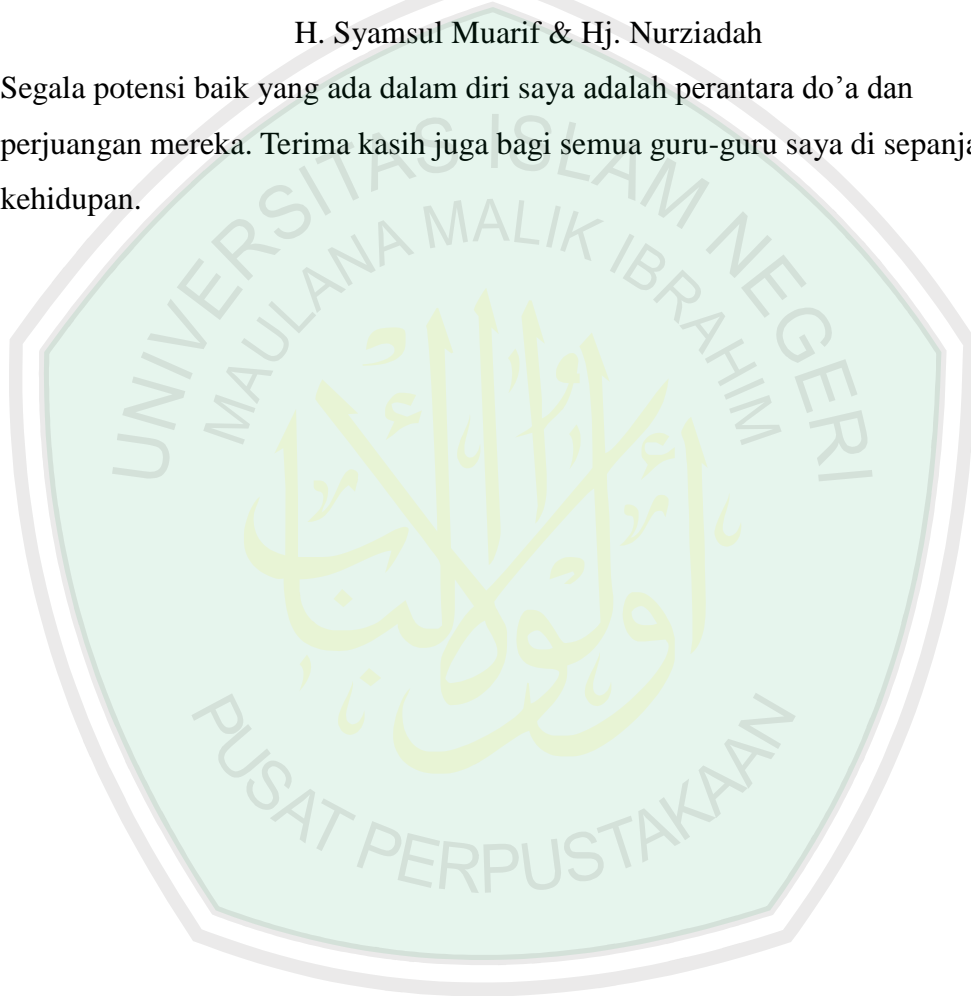 H. Syamsul Muarif & Hj. Nurziadah
Segala potensi baik yang ada dalam diri saya adalah perantara do’a dan
perjuangan mereka. Terima kasih juga bagi semua guru-guru saya di sepanja
kehidupan.
UNIVERSITAS ISLAM NEGERI
MAULANA MALIK IBRAHIM
PUSAT PERPUSTAKAAN